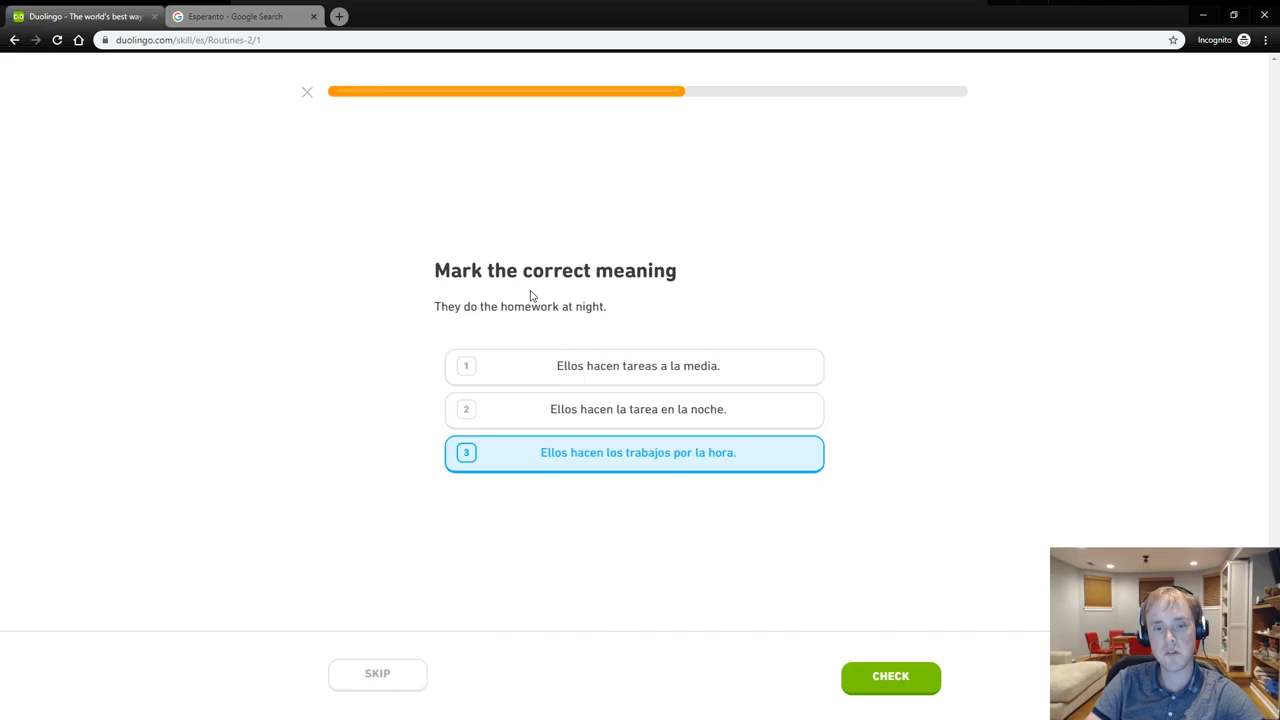 Duolingo - The world's best way
Esperanto - Google Search
duolingo.com/skill/es/Routines-2/1
Incognito
Mark the correct meaning
They do the homework at night.
1 Ellos hacen tareas a la media.
2 Ellos hacen la tarea en la noche.
3 Ellos hacen los trabajos por la hora.
SKIP
CHECK